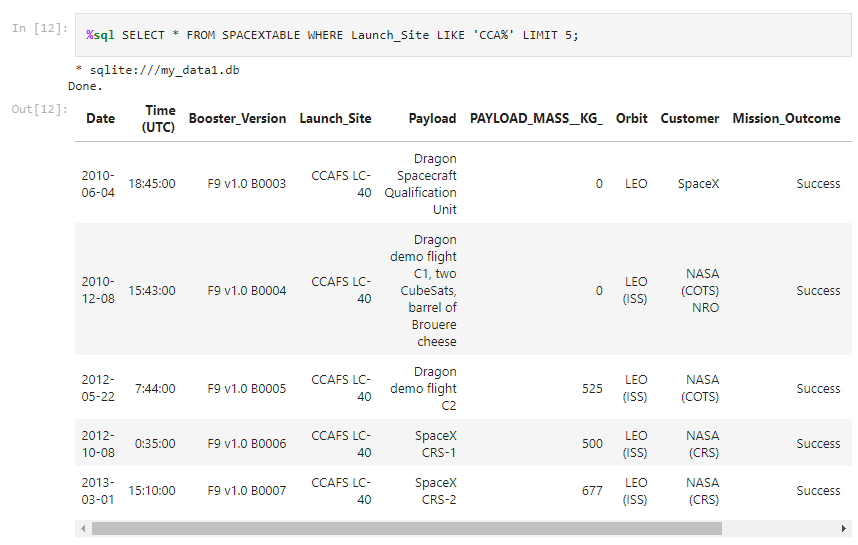 In [12]: %sql SELECT * FROM SPACEXTABLE WHERE Launch_Site LIKE 'CCA%' LIMIT 5;
* sqlite:///my_data1.db
Done.
Out[12]:
Date Time (UTC) Booster_Version Launch_Site Payload PAYLOAD_MASS__KG_ Orbit Customer Mission_Outcome
2010-06-04 18:45:00 F9 v1.0 B0003 CCAFS LC-40 Dragon Spacecraft Qualification Unit 0 LEO SpaceX Success
2010-12-08 15:43:00 F9 v1.0 B0004 CCAFS LC-40 Dragon demo flight C1, two CubeSats, barrel of Brouere cheese 0 LEO (ISS) NASA (COTS) NRO Success
2012-05-22 7:44:00 F9 v1.0 B0005 CCAFS LC-40 Dragon demo flight C2 525 LEO (ISS) NASA (COTS) Success
2012-10-08 0:35:00 F9 v1.0 B0006 CCAFS LC-40 SpaceX CRS-1 500 LEO (ISS) NASA (CRS) Success
2013-03-01 15:10:00 F9 v1.0 B0007 CCAFS LC-40 SpaceX CRS-2 677 LEO (ISS) NASA (CRS) Success